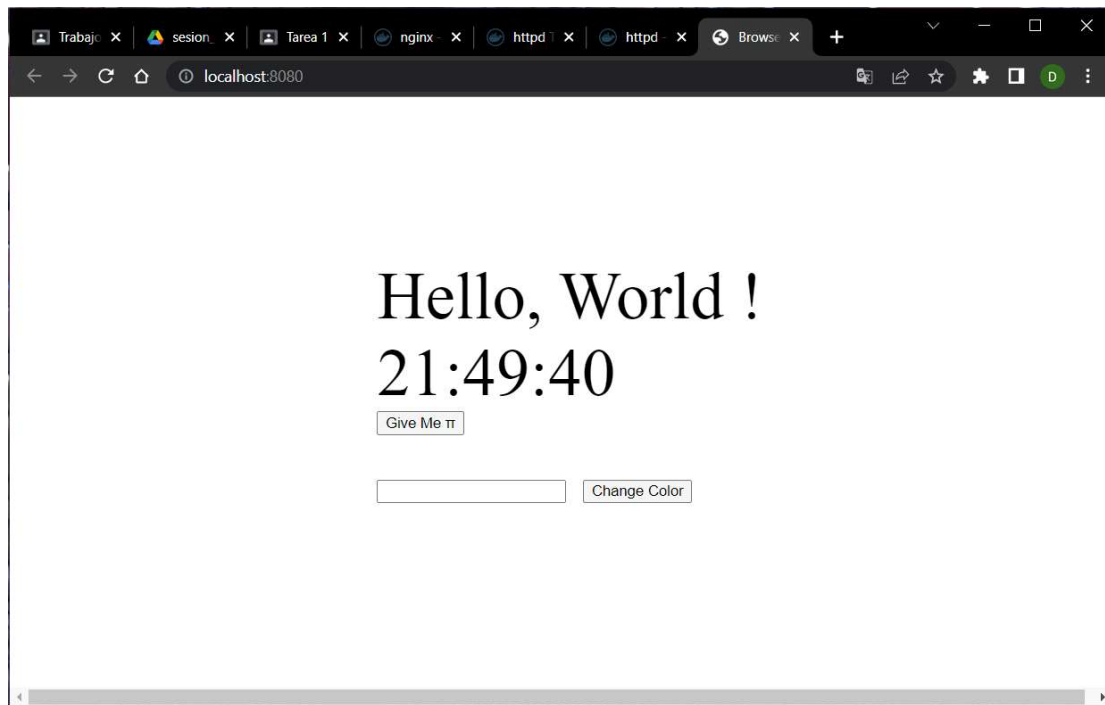 Trabajo
sesion_
Tarea 1
nginx -
httpd T
httpd -
Browse
localhost:8080
D
Hello, World !
21:49:40
Give Me π
Change Color